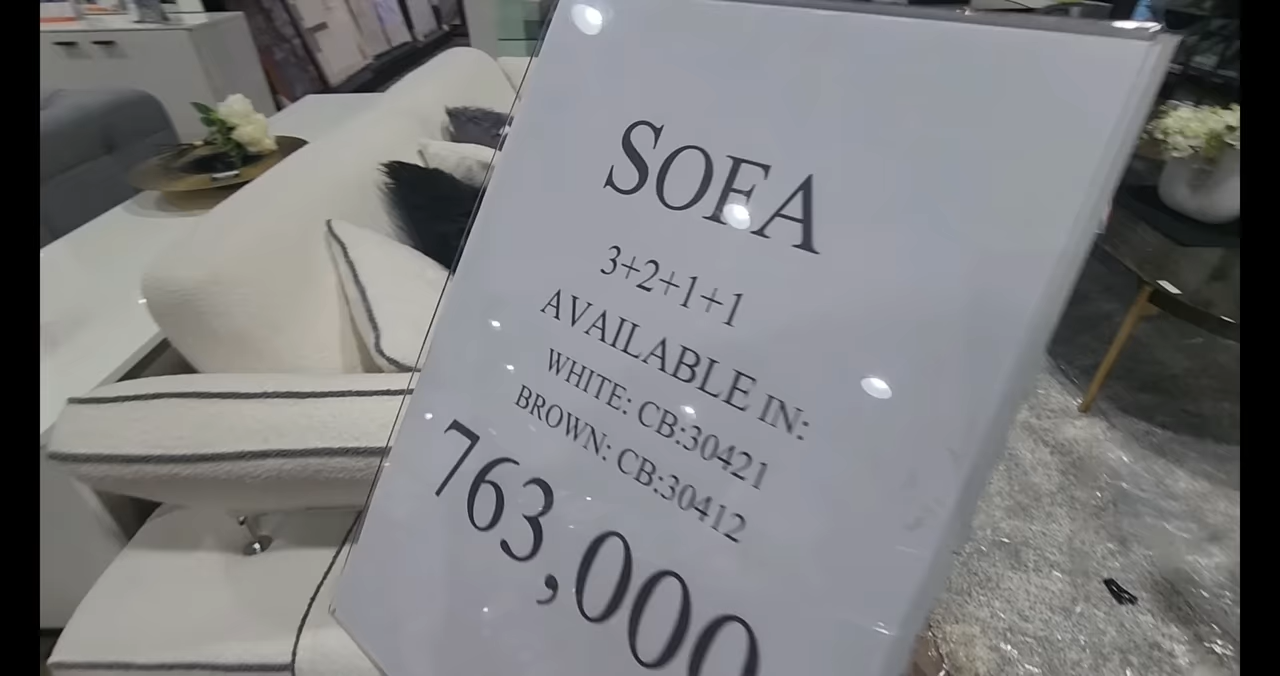 SOFA
3+2+1+1
AVAILABLE IN:
WHITE: CB:30421
BROWN: CB:30412
763,000